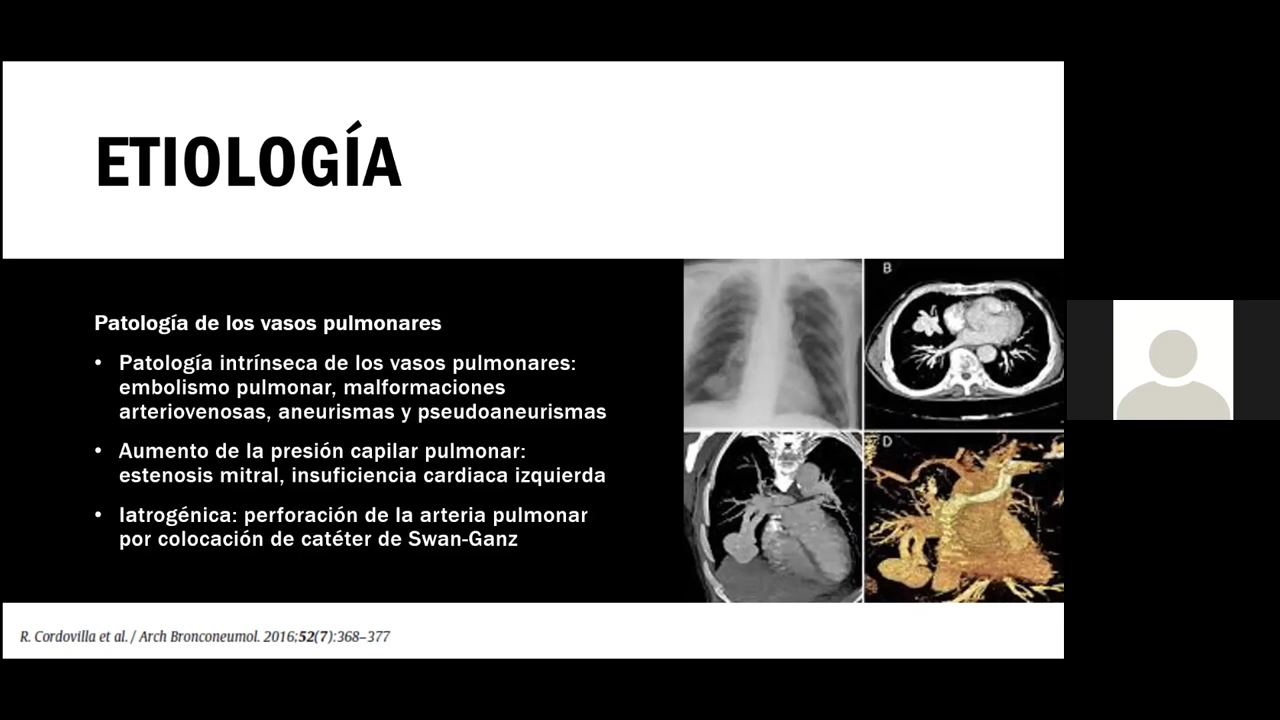 ETIOLOGÍA
Patología de los vasos pulmonares
• Patología intrínseca de los vasos pulmonares:
embolismo pulmonar, malformaciones
arteriovenosas, aneurismas y pseudoaneurismas
• Aumento de la presión capilar pulmonar:
estenosis mitral, insuficiencia cardiaca izquierda
• Iatrogénica: perforación de la arteria pulmonar
por colocación de catéter de Swan-Ganz
B
D
R. Cordovilla et al. / Arch Bronconeumol. 2016;52(7):368–377